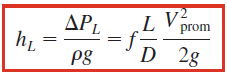 h_L = ΔP_L / ρg = f L/D V²_prom / 2g